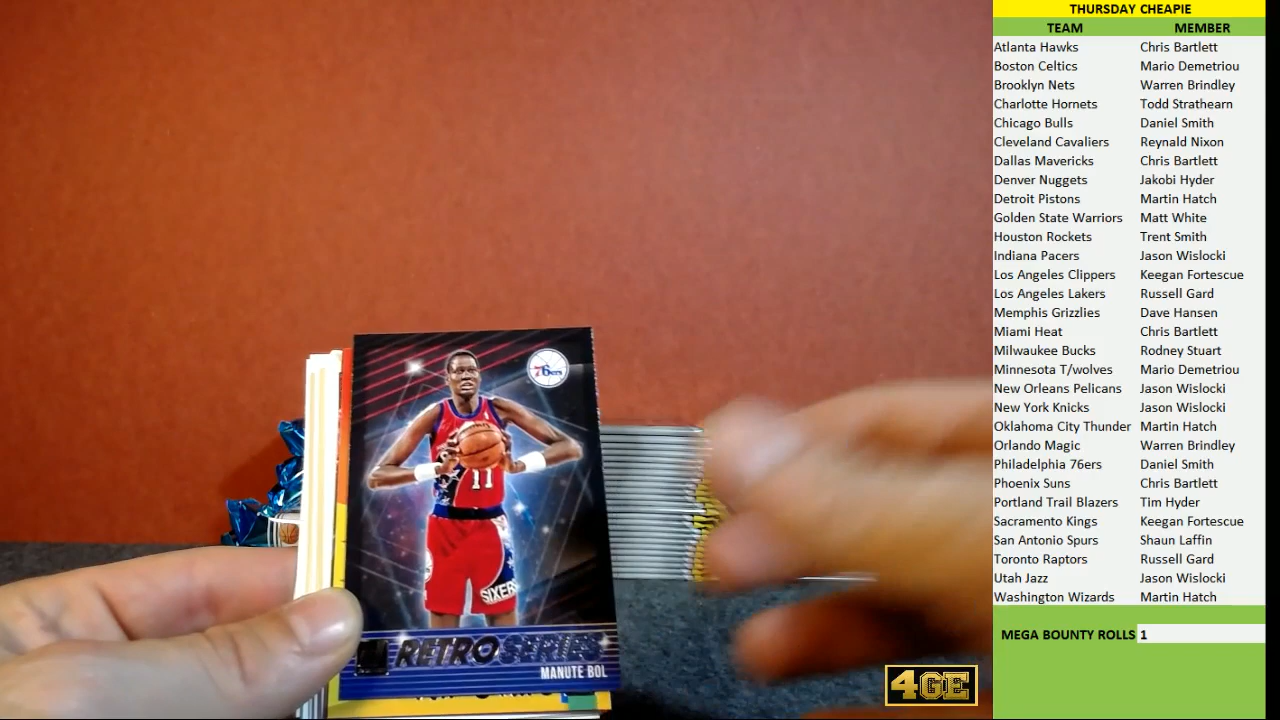 THURSDAY CHEAPIE
TEAM MEMBER
Atlanta Hawks Chris Bartlett
Boston Celtics Mario Demetriou
Brooklyn Nets Warren Brindley
Charlotte Hornets Todd Strathearn
Chicago Bulls Daniel Smith
Cleveland Cavaliers Reynald Nixon
Dallas Mavericks Chris Bartlett
Denver Nuggets Jakobi Hyder
Detroit Pistons Martin Hatch
Golden State Warriors Matt White
Houston Rockets Trent Smith
Indiana Pacers Jason Wislocki
Los Angeles Clippers Keegan Fortescue
Los Angeles Lakers Russell Gard
Memphis Grizzlies Dave Hansen
Miami Heat Chris Bartlett
Milwaukee Bucks Rodney Stuart
Minnesota T/wolves Mario Demetriou
New Orleans Pelicans Jason Wislocki
New York Knicks Jason Wislocki
Oklahoma City Thunder Martin Hatch
Orlando Magic Warren Brindley
Philadelphia 76ers Daniel Smith
Phoenix Suns Chris Bartlett
Portland Trail Blazers Tim Hyder
Sacramento Kings Keegan Fortescue
San Antonio Spurs Shaun Laffin
Toronto Raptors Russell Gard
Utah Jazz Jason Wislocki
Washington Wizards Martin Hatch
MEGA BOUNTY ROLLS 1
76ers
11
SIXERS
RETRO SERIES
MANUTE BOL
4GE